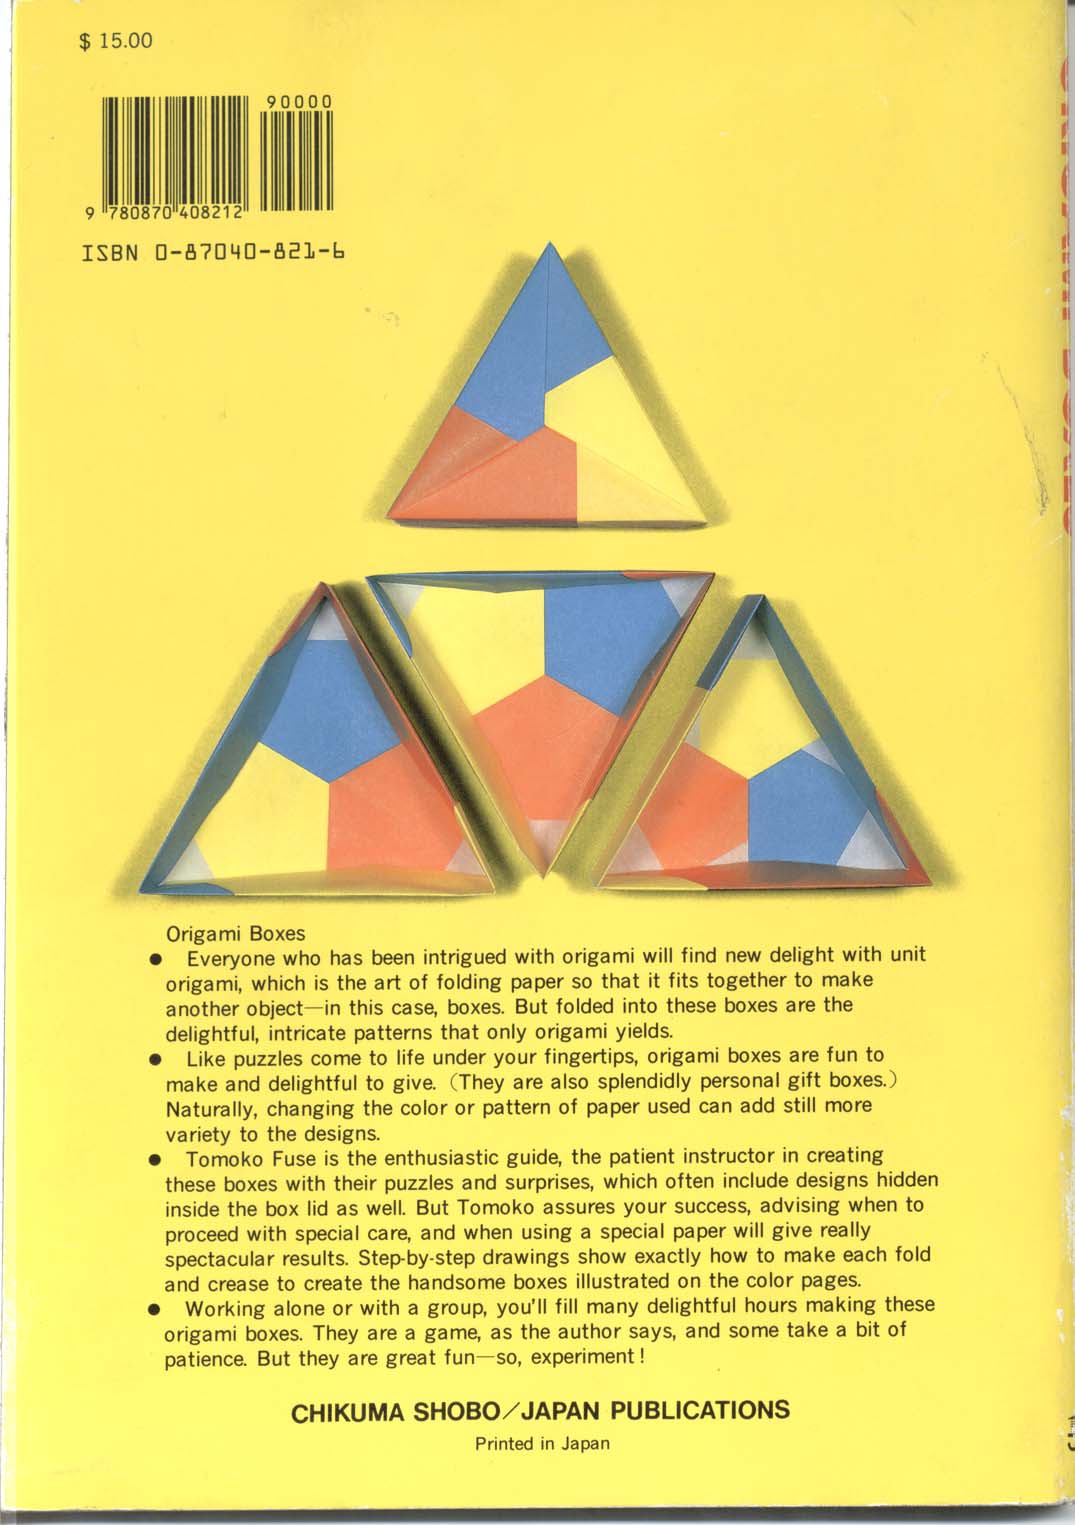 $ 15.00
90000
9 780870 408212
ISBN 0-87040-821-6
ORIGAMI BOXES
Origami Boxes
● Everyone who has been intrigued with origami will find new delight with unit
origami, which is the art of folding paper so that it fits together to make
another object—in this case, boxes. But folded into these boxes are the
delightful, intricate patterns that only origami yields.
● Like puzzles come to life under your fingertips, origami boxes are fun to
make and delightful to give. (They are also splendidly personal gift boxes.)
Naturally, changing the color or pattern of paper used can add still more
variety to the designs.
● Tomoko Fuse is the enthusiastic guide, the patient instructor in creating
these boxes with their puzzles and surprises, which often include designs hidden
inside the box lid as well. But Tomoko assures your success, advising when to
proceed with special care, and when using a special paper will give really
spectacular results. Step-by-step drawings show exactly how to make each fold
and crease to create the handsome boxes illustrated on the color pages.
● Working alone or with a group, you'll fill many delightful hours making these
origami boxes. They are a game, as the author says, and some take a bit of
patience. But they are great fun—so, experiment!
CHIKUMA SHOBO/JAPAN PUBLICATIONS
Printed in Japan